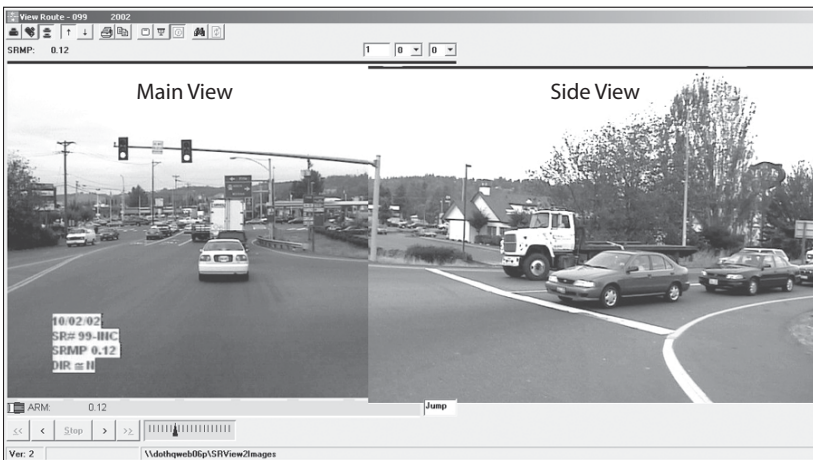 View Route - 099 2002
SRMP: 0.12
1 0 0
Main View
Side View
10/02/02
SR# 99-INC
SRMP 0.12
DIR ≅ N
ARM: 0.12
Jump
<< < Stop > >>
Ver: 2 \\dothqweb06p\SRView2Images